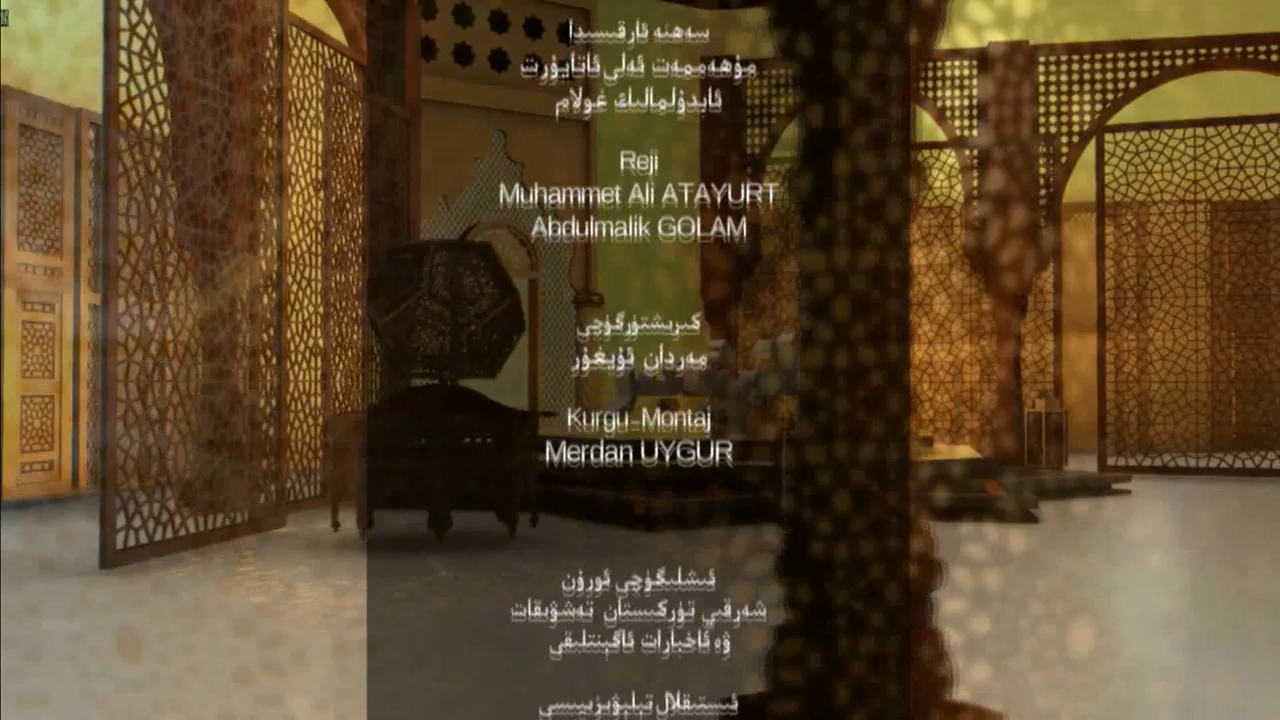 سەھنە ئارقىسىدا
مۇھەممەت ئەلى ئاتايۇرت
ئابدۇلمالىك غولام
Reji
Muhammet Ali ATAYURT
Abdulmalik GOLAM
كىرىشتۈرگۈچى
مەردان ئۇيغۇر
Kurgu-Montaj
Merdan UYGUR
ئىشلىگۈچى ئورۇن
شەرقىي تۈركىستان تەشۋىقات
ۋە ئاخبارات ئاگېنتلىقى
ئىستىقلال تېلېۋىزىيىسى